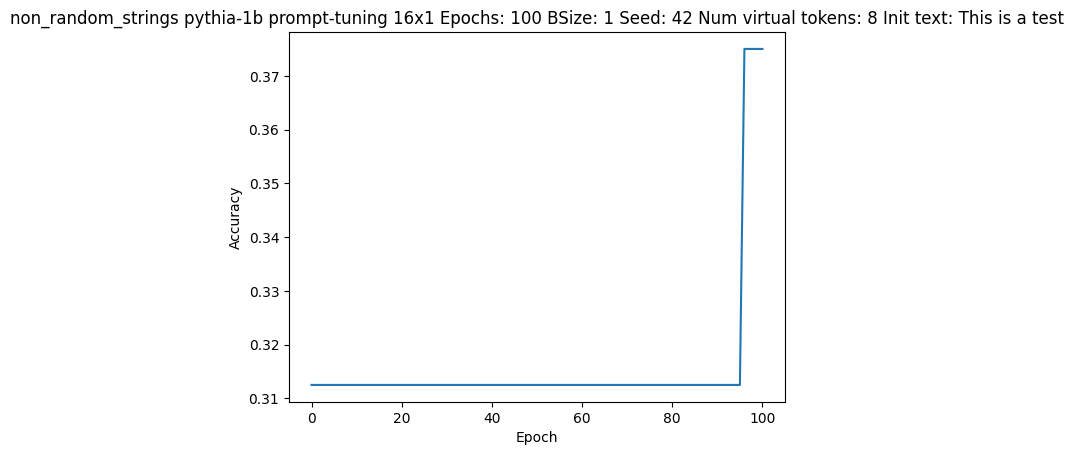 non_random_strings pythia-1b prompt-tuning 16x1 Epochs: 100 BSize: 1 Seed: 42 Num virtual tokens: 8 Init text: This is a test
0.37
0.36
0.35
0.34
0.33
0.32
0.31
Accuracy
0 20 40 60 80 100
Epoch